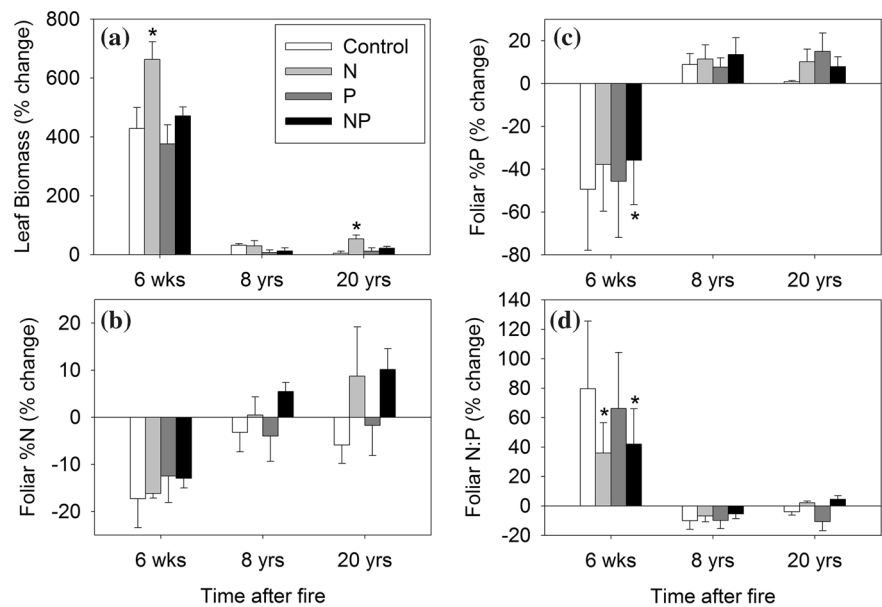 (a)
Leaf Biomass (% change)
800
600
400
200
0
*
*
Control
N
P
NP
6 wks 8 yrs 20 yrs
(c)
Foliar %P (% change)
20
0
-20
-40
-60
-80
*
6 wks 8 yrs 20 yrs
(b)
Foliar %N (% change)
20
10
0
-10
-20
6 wks 8 yrs 20 yrs
Time after fire
(d)
Foliar N:P (% change)
140
120
100
80
60
40
20
0
-20
*
*
6 wks 8 yrs 20 yrs
Time after fire